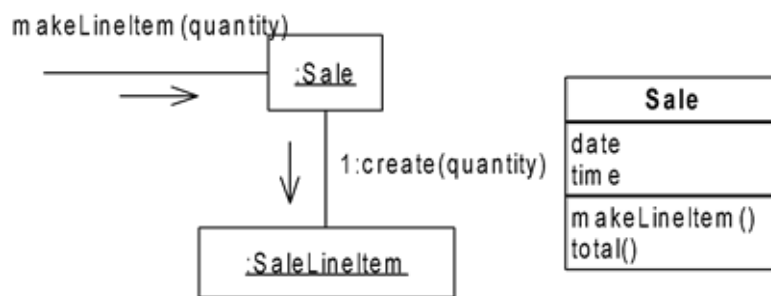 makeLineItem(quantity)
:Sale
1:create(quantity)
:SaleLineItem
Sale
date
time
makeLineItem()
total()